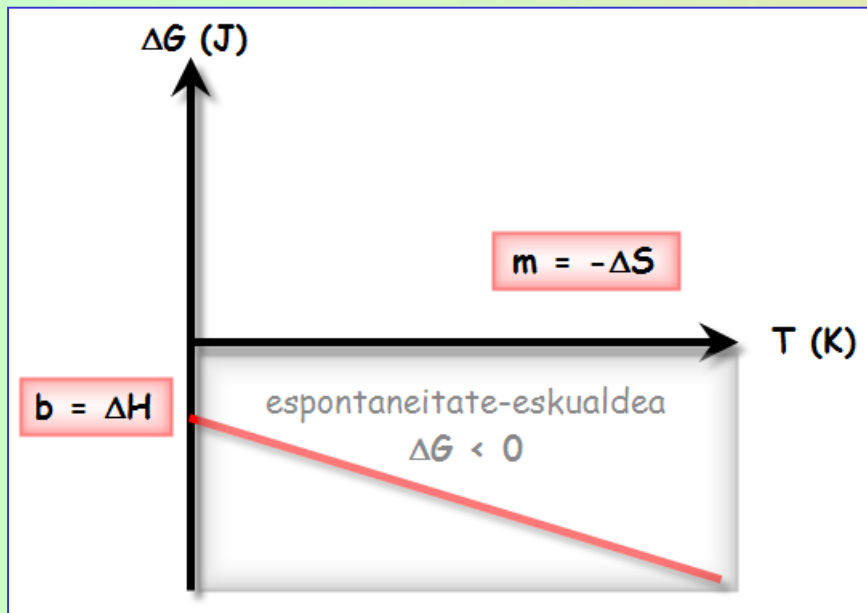 ΔG (J)
m = -ΔS
T (K)
b = ΔH
espontaneitate-eskualdea
ΔG < 0